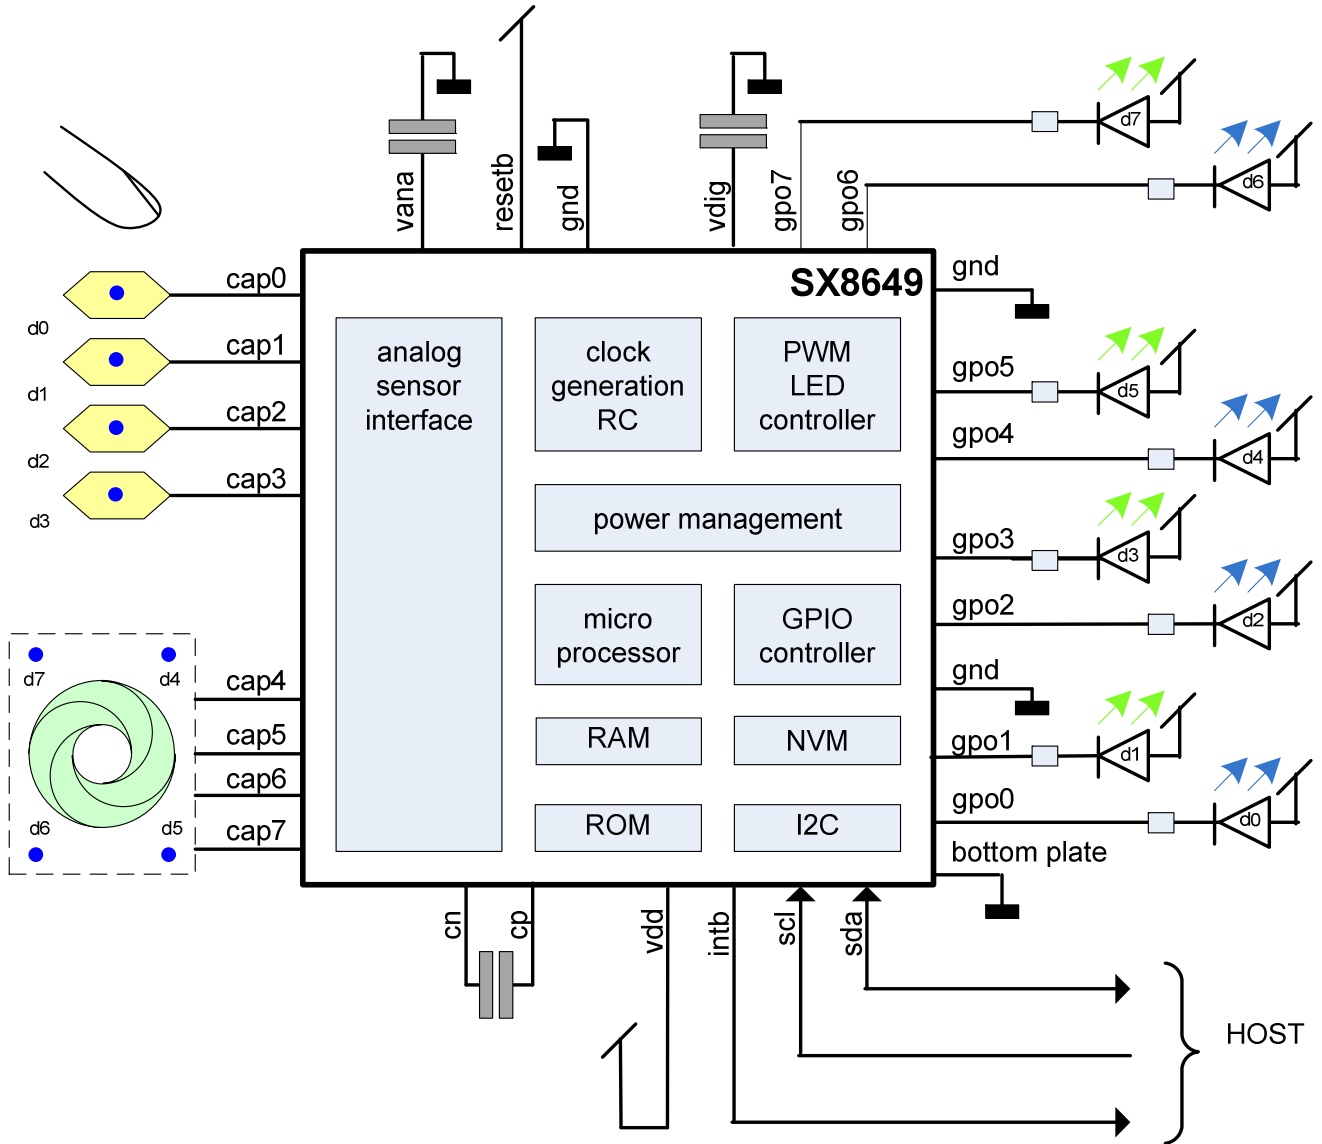 vana
resetb
gnd
vdig
gpo7
gpo6
d7
d6
SX8649
cap0
cap1
cap2
cap3
d0
d1
d2
d3
cap4
cap5
cap6
cap7
d7
d4
d6
d5
analog
sensor
interface
clock
generation
RC
PWM
LED
controller
power management
micro
processor
GPIO
controller
RAM
NVM
ROM
I2C
gnd
gpo5
d5
gpo4
d4
gpo3
d3
gpo2
d2
gnd
gpo1
d1
gpo0
d0
bottom plate
cn
cp
vdd
intb
scl
sda
HOST